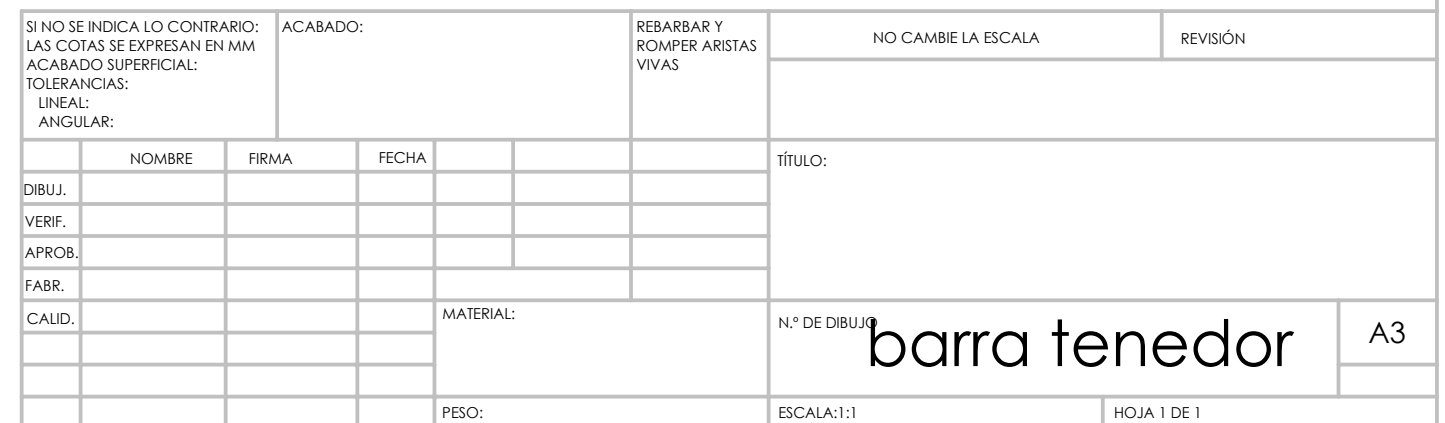 SI NO SE INDICA LO CONTRARIO:
LAS COTAS SE EXPRESAN EN MM
ACABADO SUPERFICIAL:
TOLERANCIAS:
LINEAL:
ANGULAR:
ACABADO:
REBARBAR Y
ROMPER ARISTAS
VIVAS
NO CAMBIE LA ESCALA
REVISIÓN
NOMBRE FIRMA FECHA
DIBUJ.
VERIF.
APROB.
FABR.
CALID.
TÍTULO:
MATERIAL:
N.º DE DIBUJO
barra tenedor
A3
PESO:
ESCALA:1:1
HOJA 1 DE 1